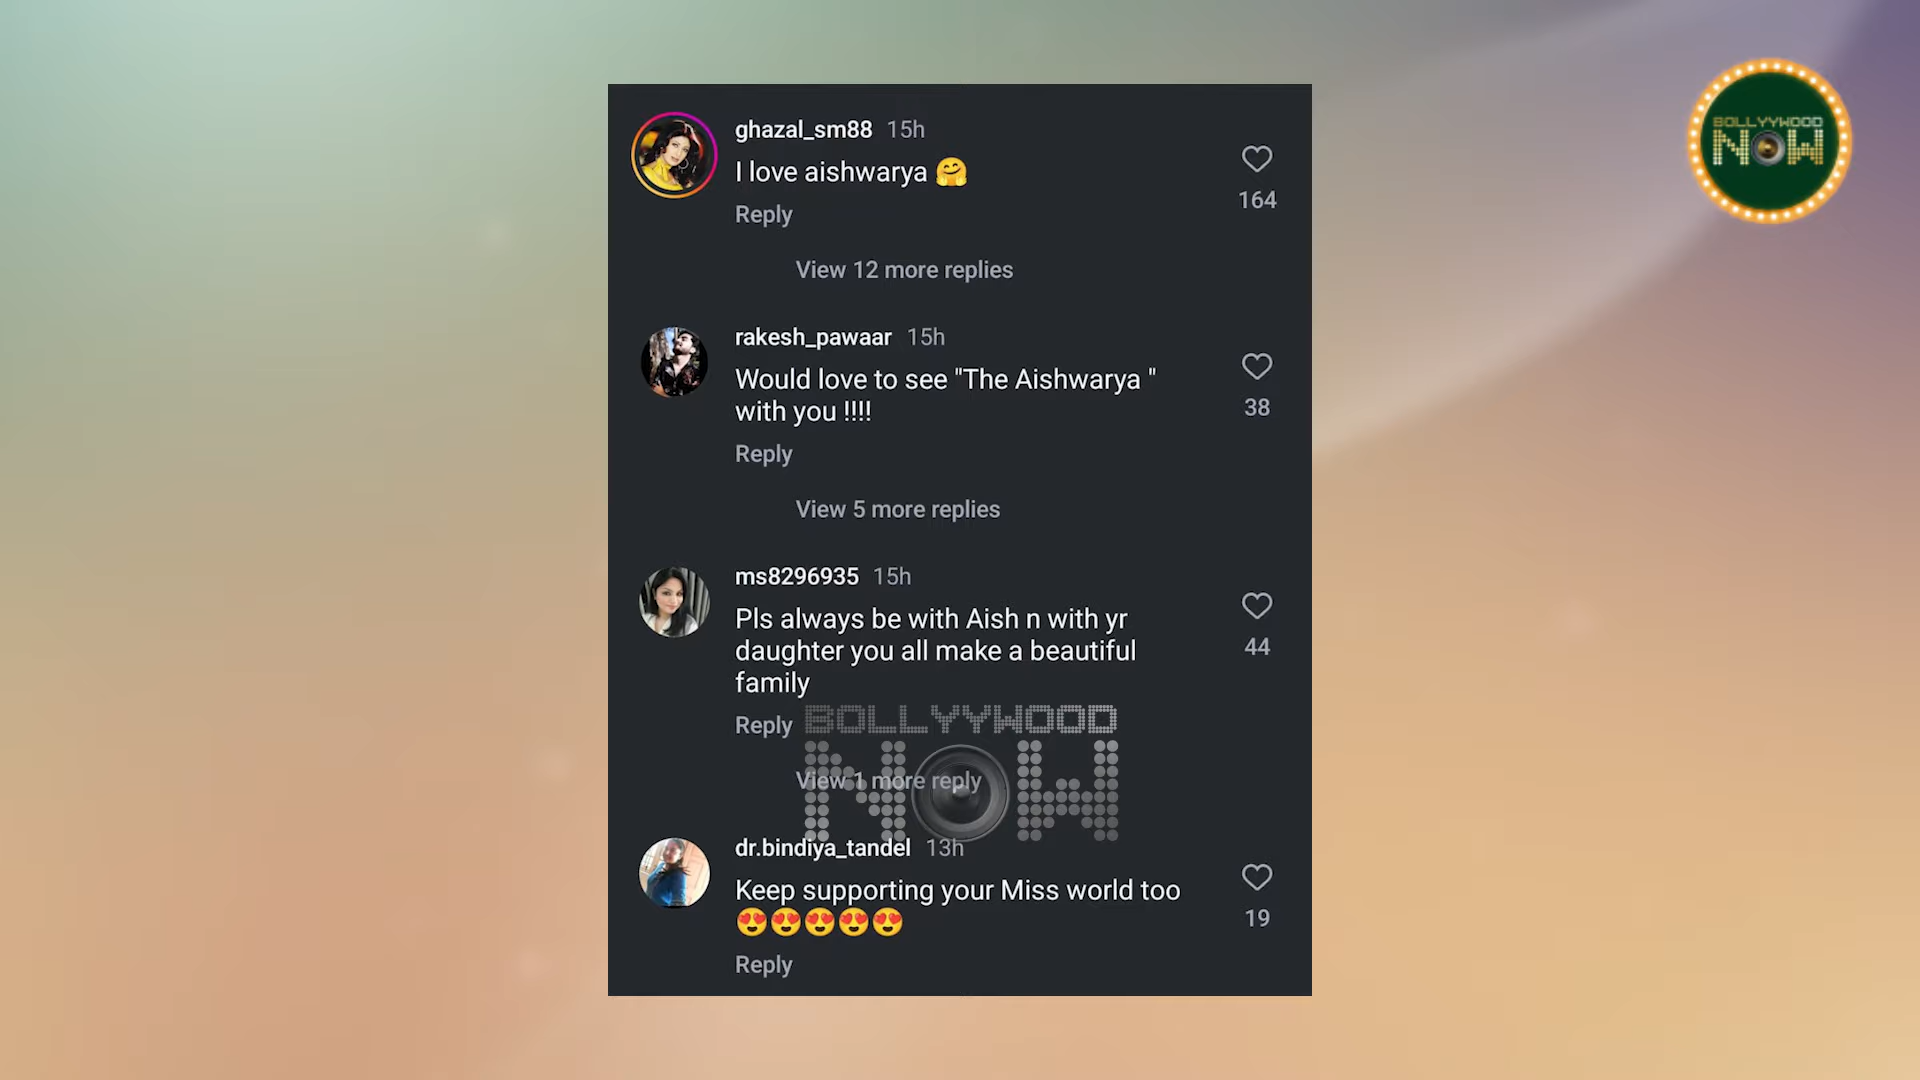 BOLLYYWOOD
NOW
ghazal_sm88 15h
I love aishwarya 🤗
Reply
164
View 12 more replies
rakesh_pawaar 15h
Would love to see "The Aishwarya "
with you !!!!
Reply
38
View 5 more replies
ms8296935 15h
Pls always be with Aish n with yr
daughter you all make a beautiful
family
Reply
44
BOLLYYWOOD
NOW
View 1 more reply
dr.bindiya_tandel 13h
Keep supporting your Miss world too
😍😍😍😍😍
Reply
19